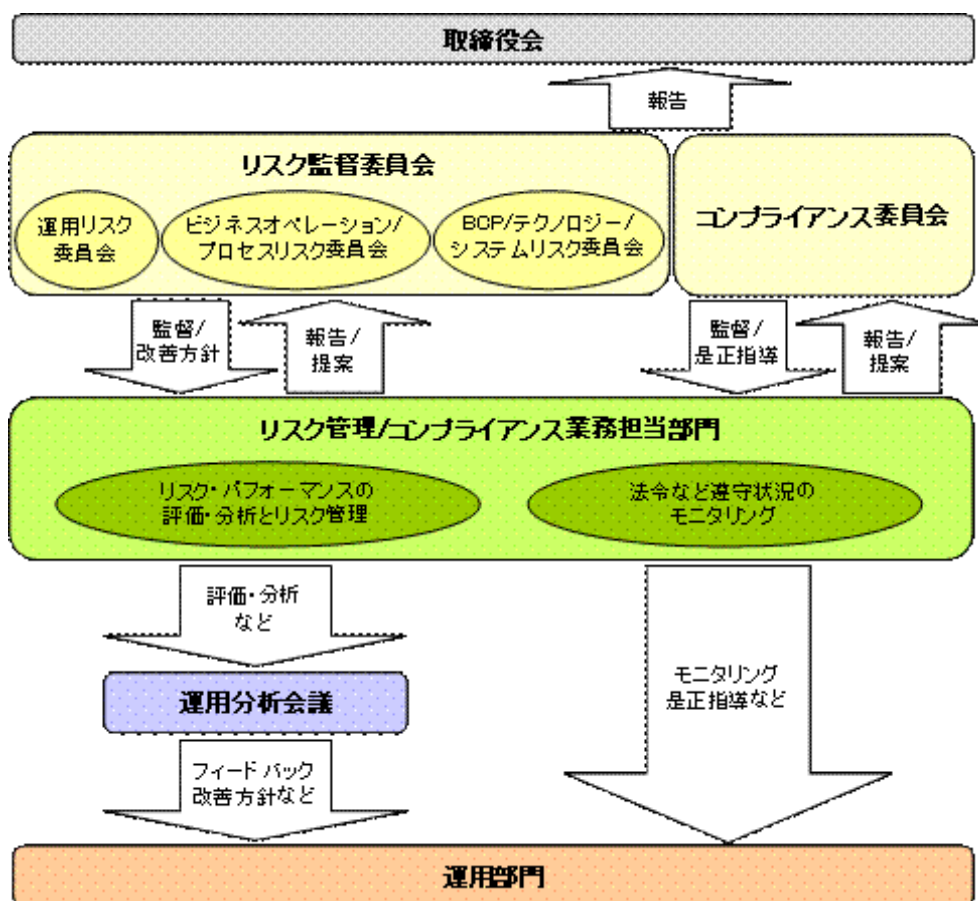 取締役会
報告
リスク監督委員会
運用リスク
委員会
ビジネスオペレーション/
プロセスリスク委員会
BCP/テクノロジー/
システムリスク委員会
コンプライアンス委員会
監督/
改善方針
報告/
提案
監督/
是正指導
報告/
提案
リスク管理/コンプライアンス業務担当部門
リスク・パフォーマンスの
評価・分析とリスク管理
法令など遵守状況の
モニタリング
評価・分析
など
運用分析会議
モニタリング
是正指導など
フィードバック
改善方針など
運用部門